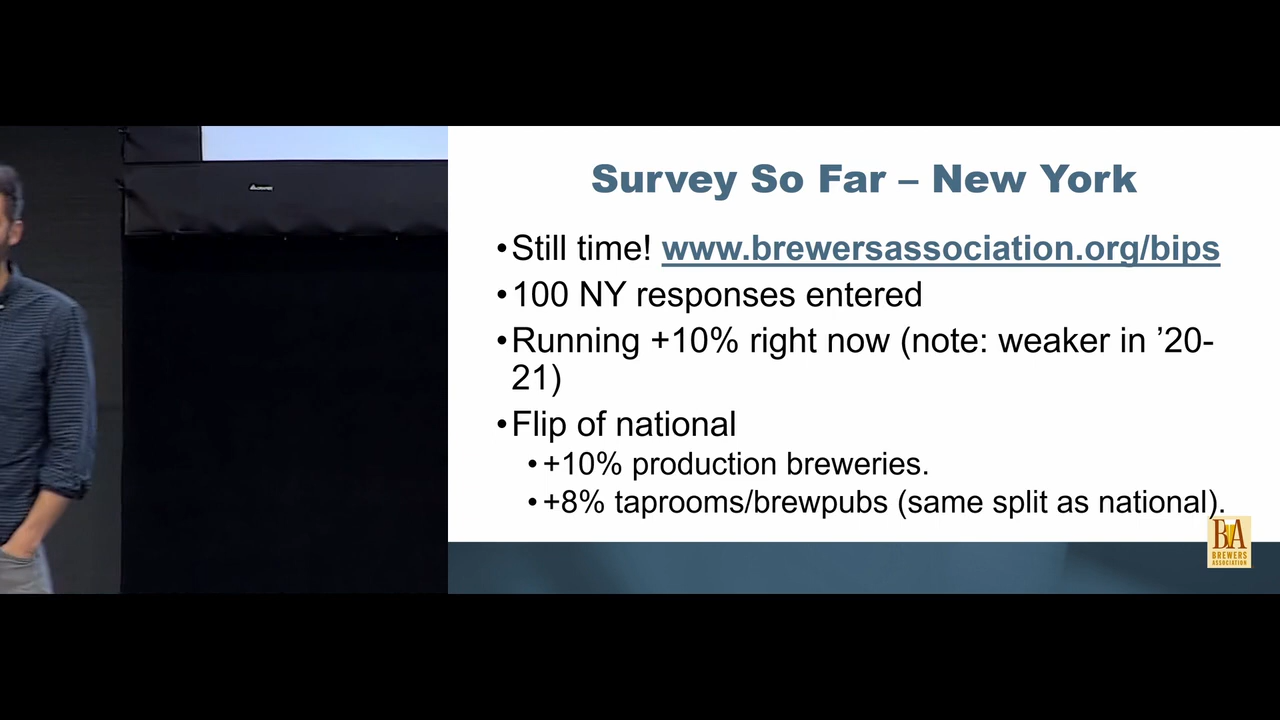 Survey So Far – New York
•Still time! www.brewersassociation.org/bips
•100 NY responses entered
•Running +10% right now (note: weaker in ’20-
21)
•Flip of national
•+10% production breweries.
•+8% taprooms/brewpubs (same split as national).
BA
BREWERS
ASSOCIATION